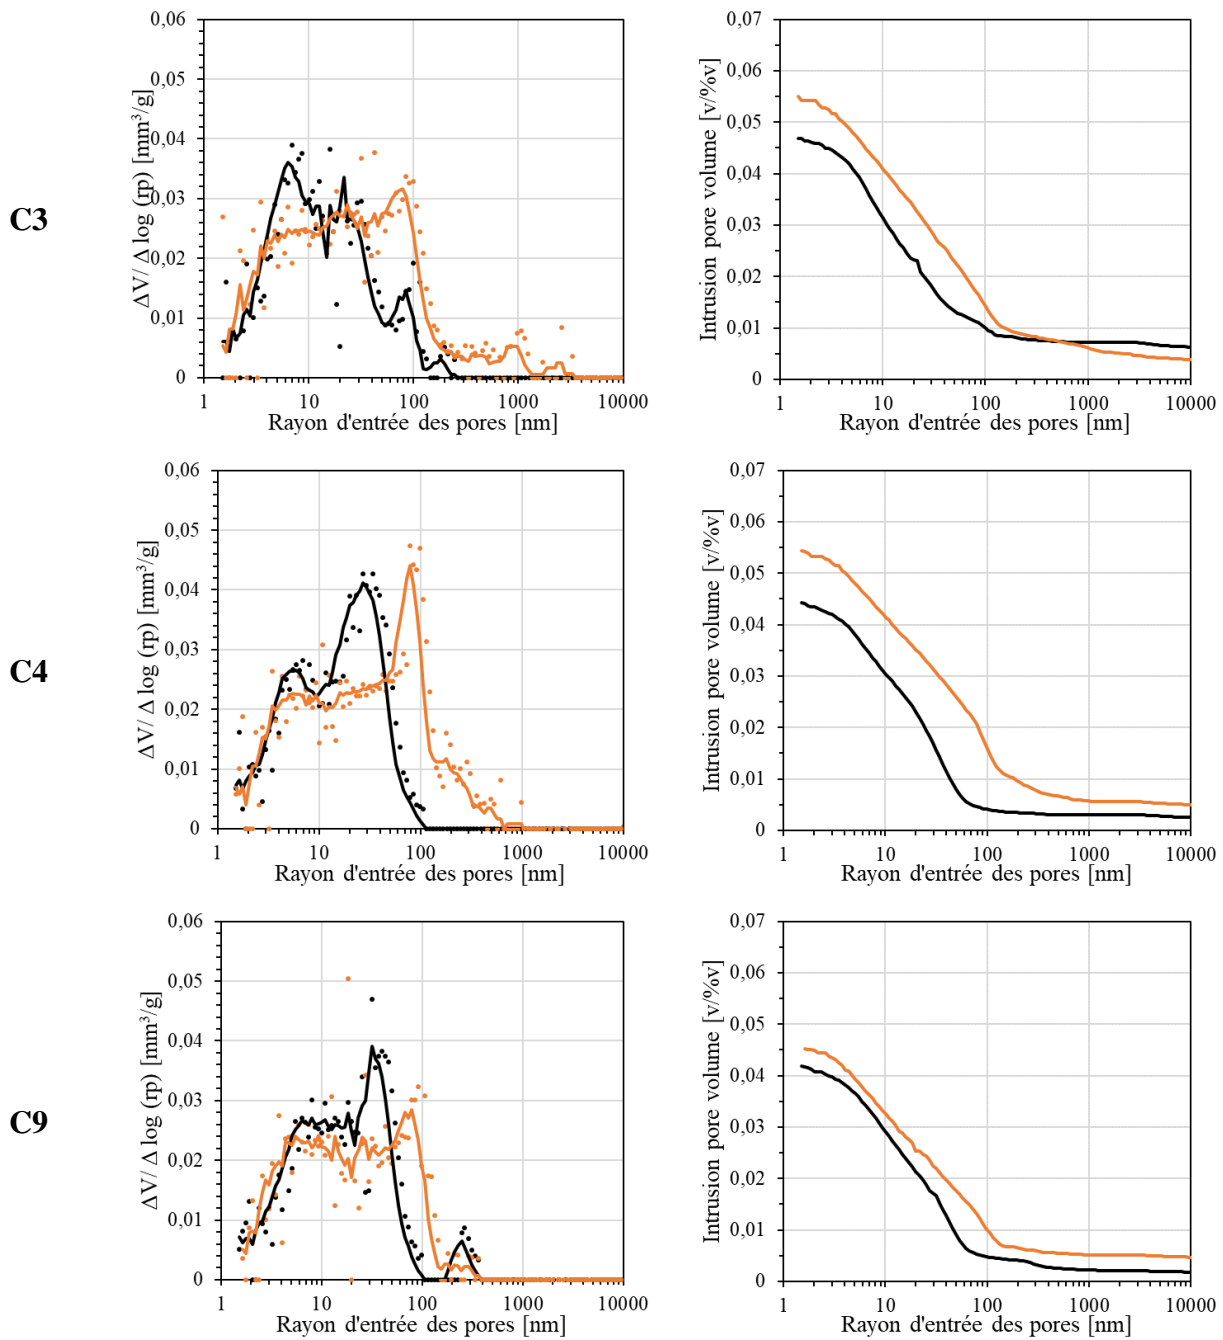 C3
ΔV/ Δ log (rp) [mm³/g]
0,06
0,05
0,04
0,03
0,02
0,01
0
1 10 100 1000 10000
Rayon d'entrée des pores [nm]
Intrusion pore volume [v/%v]
0,07
0,06
0,05
0,04
0,03
0,02
0,01
0
1 10 100 1000 10000
Rayon d'entrée des pores [nm]
C4
ΔV/ Δ log (rp) [mm³/g]
0,06
0,05
0,04
0,03
0,02
0,01
0
1 10 100 1000 10000
Rayon d'entrée des pores [nm]
Intrusion pore volume [v/%v]
0,07
0,06
0,05
0,04
0,03
0,02
0,01
0
1 10 100 1000 10000
Rayon d'entrée des pores [nm]
C9
ΔV/ Δ log (rp) [mm³/g]
0,06
0,05
0,04
0,03
0,02
0,01
0
1 10 100 1000 10000
Rayon d'entrée des pores [nm]
Intrusion pore volume [v/%v]
0,07
0,06
0,05
0,04
0,03
0,02
0,01
0
1 10 100 1000 10000
Rayon d'entrée des pores [nm]